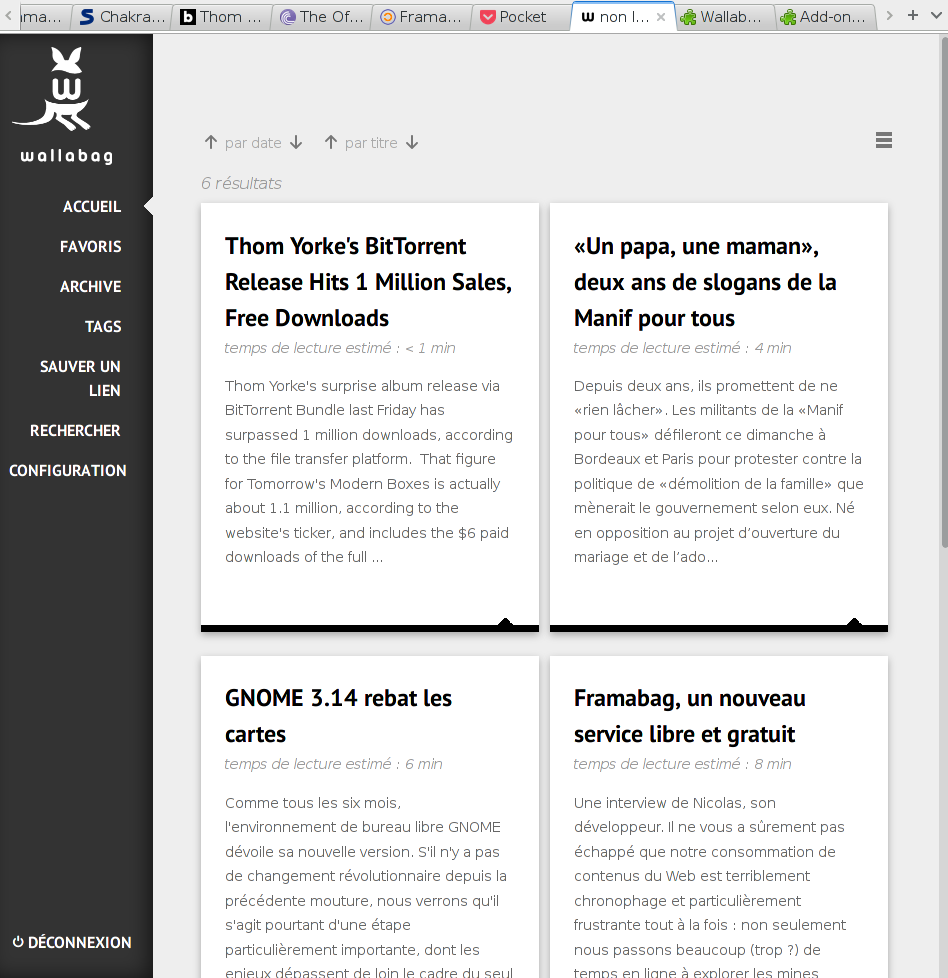 ama...
Chakra...
Thom ...
The Of...
Frama...
Pocket
non l...
Wallab...
Add-on...
wallabag
ACCUEIL
FAVORIS
ARCHIVE
TAGS
SAUVER UN
LIEN
RECHERCHER
CONFIGURATION
DÉCONNEXION
par date par titre
6 résultats
Thom Yorke's BitTorrent
Release Hits 1 Million Sales,
Free Downloads
temps de lecture estimé : < 1 min
Thom Yorke's surprise album release via
BitTorrent Bundle last Friday has
surpassed 1 million downloads, according
to the file transfer platform. That figure
for Tomorrow's Modern Boxes is actually
about 1.1 million, according to the
website's ticker, and includes the $6 paid
downloads of the full ...
«Un papa, une maman»,
deux ans de slogans de la
Manif pour tous
temps de lecture estimé : 4 min
Depuis deux ans, ils promettent de ne
«rien lâcher». Les militants de la «Manif
pour tous» défileront ce dimanche à
Bordeaux et Paris pour protester contre la
politique de «démolition de la famille» que
mènerait le gouvernement selon eux. Né
en opposition au projet d’ouverture du
mariage et de l’ado...
GNOME 3.14 rebat les
cartes
temps de lecture estimé : 6 min
Comme tous les six mois,
l'environnement de bureau libre GNOME
dévoile sa nouvelle version. S'il n'y a pas
de changement révolutionnaire depuis la
précédente mouture, nous verrons qu'il
s'agit pourtant d'une étape
particulièrement importante, dont les
enjeux dépassent de loin le cadre du seul
Framabag, un nouveau
service libre et gratuit
temps de lecture estimé : 8 min
Une interview de Nicolas, son
développeur. Il ne vous a sûrement pas
échappé que notre consommation de
contenus du Web est terriblement
chronophage et particulièrement
frustrante tout à la fois : non seulement
nous passons beaucoup (trop ?) de
temps en ligne à explorer les mines